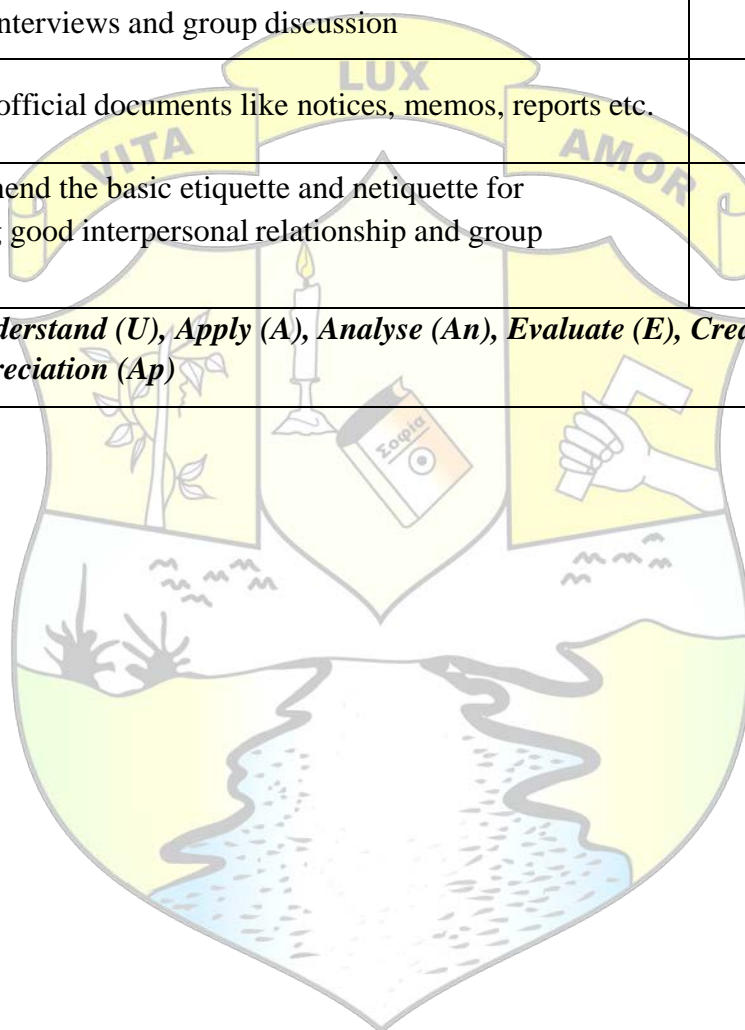 nterviews and group discussion
LUX
official documents like notices, memos, reports etc.
VITA
AMOR
end the basic etiquette and netiquette for
good interpersonal relationship and group
derstand (U), Apply (A), Analyse (An), Evaluate (E), Crea
reciation (Ap)
Σοφία